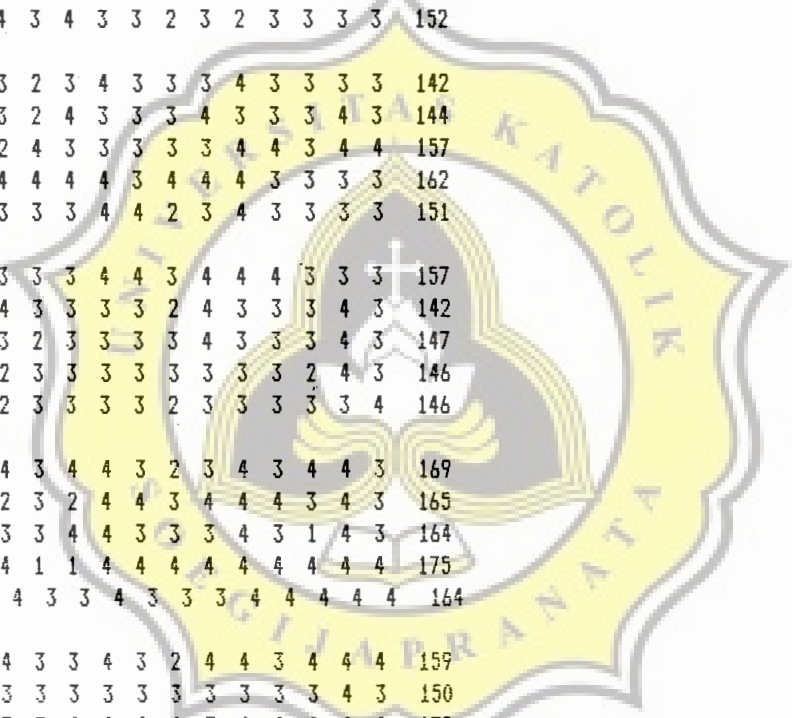 4 3 4 3 3 2 3 2 3 3 3 3 152
3 2 3 4 3 3 3 4 3 3 3 3 142
3 2 4 3 3 3 4 3 3 3 4 3 144
2 4 3 3 3 3 3 4 4 3 4 4 157
4 4 4 4 3 4 4 4 3 3 3 3 162
3 3 3 4 4 2 3 4 3 3 3 3 151
3 3 3 4 4 3 4 4 4 3 3 3 157
4 3 3 3 3 2 4 3 3 3 4 3 142
3 2 3 3 3 3 4 3 3 3 4 3 147
2 3 3 3 3 3 3 3 3 2 4 3 146
2 3 3 3 3 2 3 3 3 3 3 4 146
4 3 4 4 3 2 3 4 3 4 4 3 169
2 3 2 4 4 3 4 4 4 3 4 3 165
3 3 4 4 3 3 3 4 3 1 4 3 164
4 1 1 4 4 4 4 4 4 4 4 4 175
4 3 3 4 3 3 3 4 4 4 4 4 164
4 3 3 4 3 2 4 4 3 4 4 4 159
3 3 3 3 3 3 3 3 3 3 4 3 150
UNIVERSITAS KATOLIK
SOEGIJAPRANATA